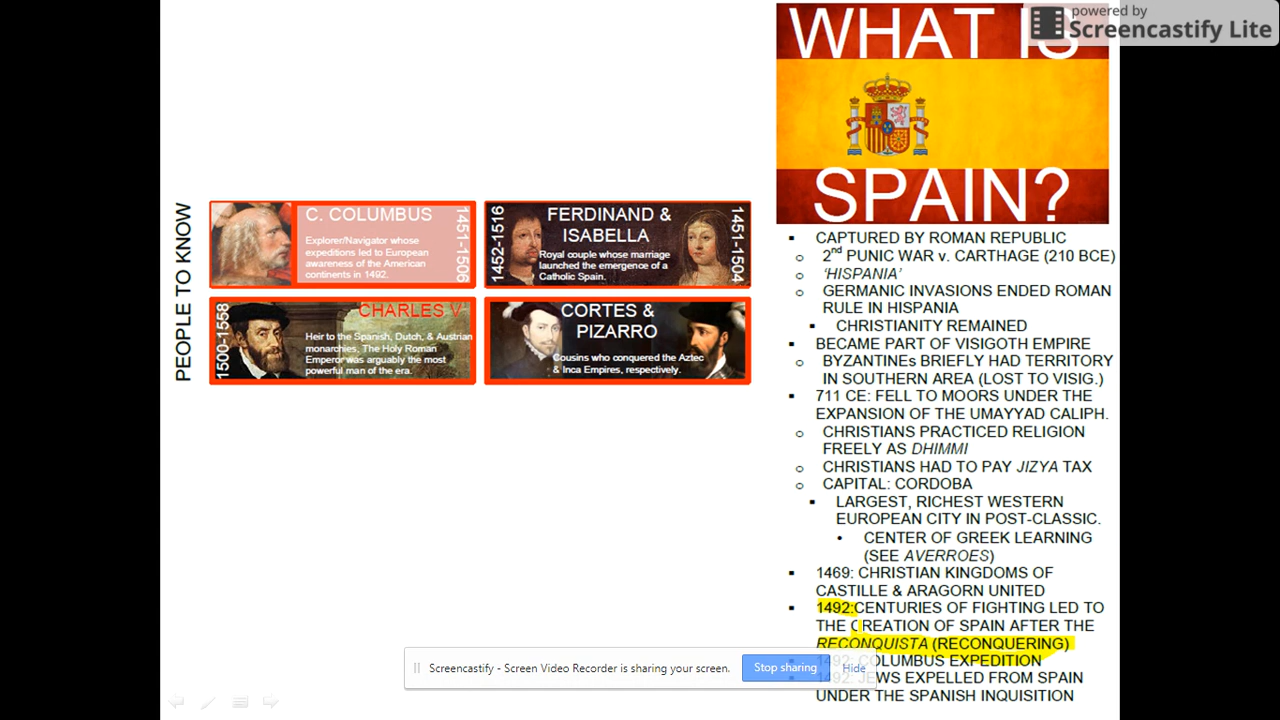 powered by
Screencastify Lite
WHAT IS
SPAIN?
PEOPLE TO KNOW
C. COLUMBUS
1451-1506
Explorer/Navigator whose
expeditions led to European
awareness of the American
continents in 1492.
1452-1516
FERDINAND &
ISABELLA
1451-1504
Royal couple whose marriage
launched the emergence of a
Catholic Spain.
1500-1558
CHARLES V
Heir to the Spanish, Dutch, & Austrian
monarchies, The Holy Roman
Emperor was arguably the most
powerful man of the era.
CORTES &
PIZARRO
Cousins who conquered the Aztec
& Inca Empires, respectively.
▪ CAPTURED BY ROMAN REPUBLIC
o 2nd PUNIC WAR v. CARTHAGE (210 BCE)
o ‘HISPANIA’
o GERMANIC INVASIONS ENDED ROMAN
RULE IN HISPANIA
▪ CHRISTIANITY REMAINED
▪ BECAME PART OF VISIGOTH EMPIRE
o BYZANTINEs BRIEFLY HAD TERRITORY
IN SOUTHERN AREA (LOST TO VISIG.)
▪ 711 CE: FELL TO MOORS UNDER THE
EXPANSION OF THE UMAYYAD CALIPH.
o CHRISTIANS PRACTICED RELIGION
FREELY AS DHIMMI
o CHRISTIANS HAD TO PAY JIZYA TAX
o CAPITAL: CORDOBA
▪ LARGEST, RICHEST WESTERN
EUROPEAN CITY IN POST-CLASSIC.
• CENTER OF GREEK LEARNING
(SEE AVERROES)
▪ 1469: CHRISTIAN KINGDOMS OF
CASTILLE & ARAGORN UNITED
▪ 1492:CENTURIES OF FIGHTING LED TO
THE CREATION OF SPAIN AFTER THE
RECONQUISTA (RECONQUERING)
1492: COLUMBUS EXPEDITION
1492: JEWS EXPELLED FROM SPAIN
UNDER THE SPANISH INQUISITION
Screencastify - Screen Video Recorder is sharing your screen.
Stop sharing
Hide